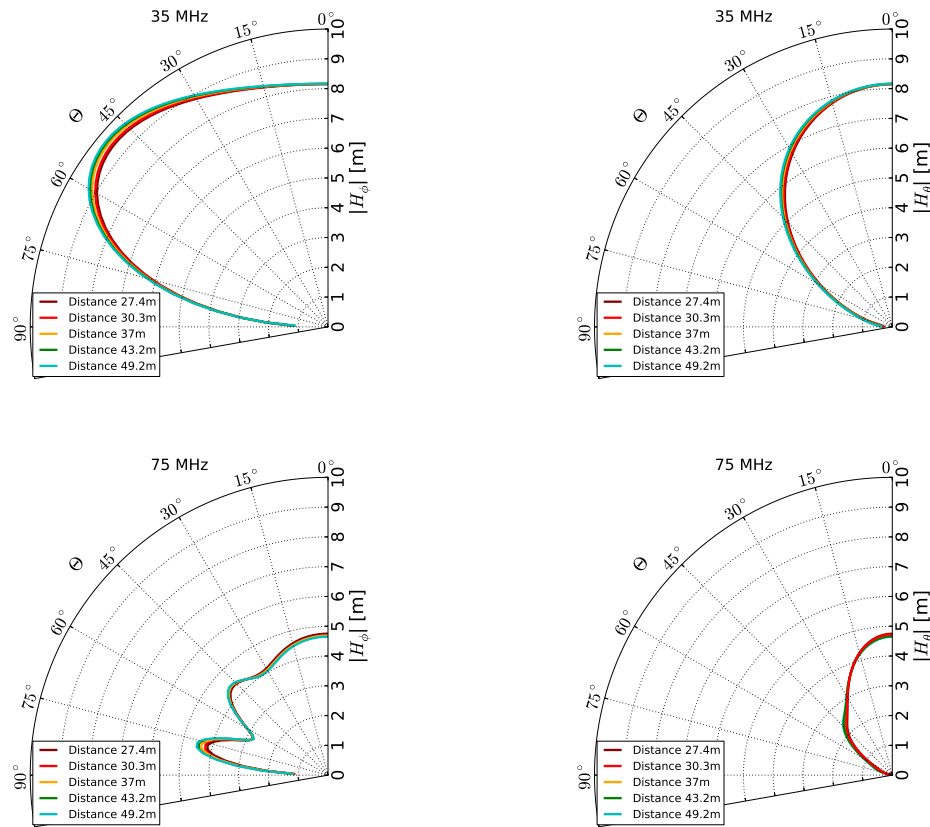 35 MHz
0°
15°
30°
45°
60°
75°
90°
Θ
10
9
8
7
6
5
4
3
2
1
0
|H_ϕ| [m]
Distance 27.4m
Distance 30.3m
Distance 37m
Distance 43.2m
Distance 49.2m
35 MHz
0°
15°
30°
45°
60°
75°
90°
Θ
10
9
8
7
6
5
4
3
2
1
0
|H_θ| [m]
Distance 27.4m
Distance 30.3m
Distance 37m
Distance 43.2m
Distance 49.2m
75 MHz
0°
15°
30°
45°
60°
75°
90°
Θ
10
9
8
7
6
5
4
3
2
1
0
|H_ϕ| [m]
Distance 27.4m
Distance 30.3m
Distance 37m
Distance 43.2m
Distance 49.2m
75 MHz
0°
15°
30°
45°
60°
75°
90°
Θ
10
9
8
7
6
5
4
3
2
1
0
|H_θ| [m]
Distance 27.4m
Distance 30.3m
Distance 37m
Distance 43.2m
Distance 49.2m